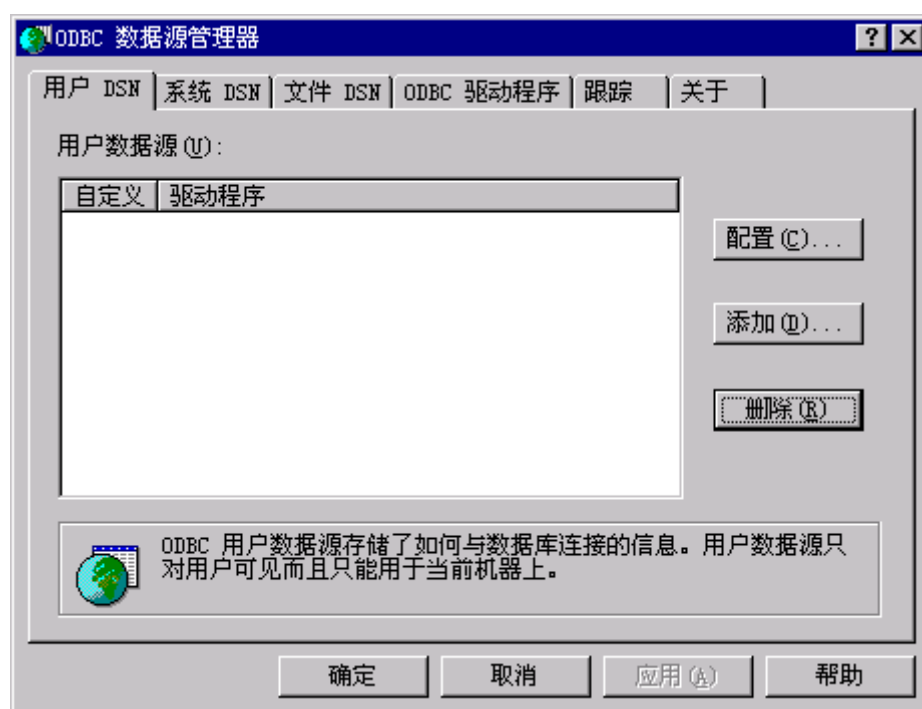 ODBC 数据源管理器
用户 DSN 系统 DSN 文件 DSN ODBC 驱动程序 跟踪 关于
用户数据源(U):
自定义 驱动程序
配置(C)...
添加(D)...
删除(R)
ODBC 用户数据源存储了如何与数据库连接的信息。用户数据源只
对用户可见而且只能用于当前机器上。
确定 取消 应用(A) 帮助